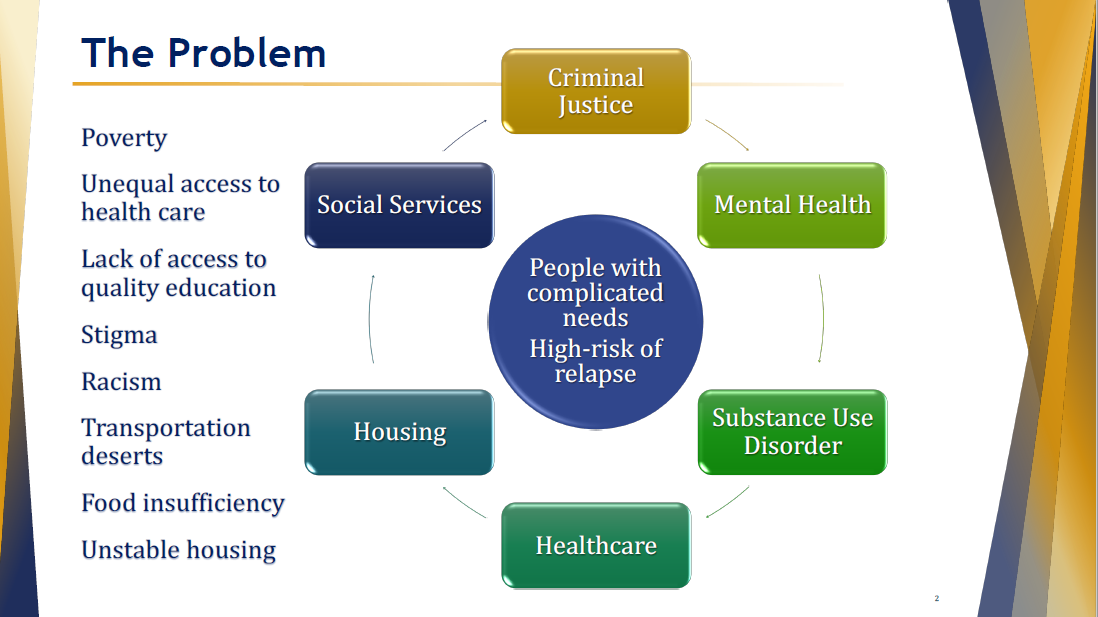 The Problem
Poverty
Unequal access to
health care
Lack of access to
quality education
Stigma
Racism
Transportation
deserts
Food insufficiency
Unstable housing
Criminal
Justice
Mental Health
Substance Use
Disorder
Healthcare
Housing
Social Services
People with
complicated
needs
High-risk of
relapse
2